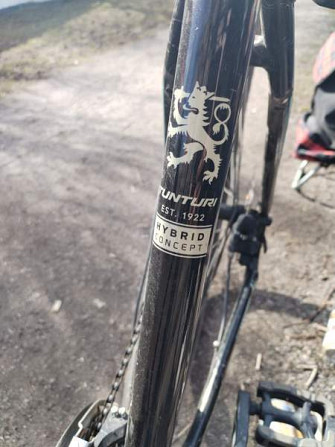 TUNTURI
EST. 1922
HYBRID
CONCEPT